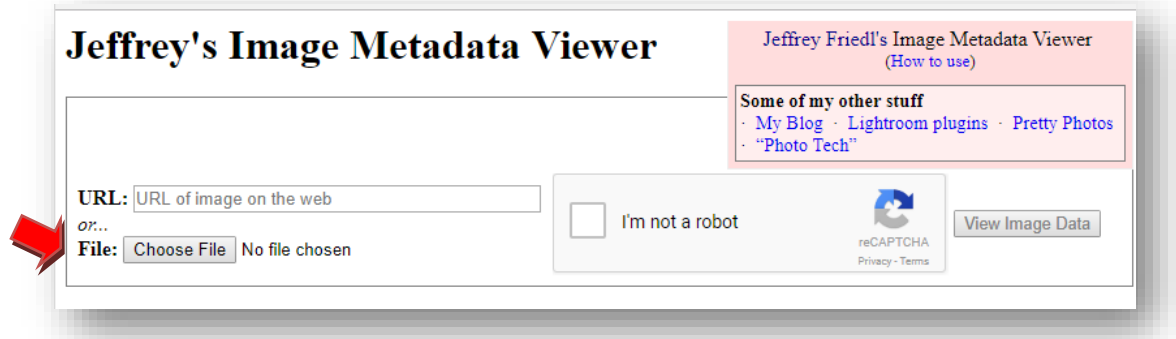 Jeffrey's Image Metadata Viewer
Jeffrey Friedl's Image Metadata Viewer
(How to use)
Some of my other stuff
· My Blog · Lightroom plugins · Pretty Photos
· “Photo Tech”
URL: URL of image on the web
or...
File: Choose File No file chosen
I'm not a robot
reCAPTCHA
Privacy - Terms
View Image Data